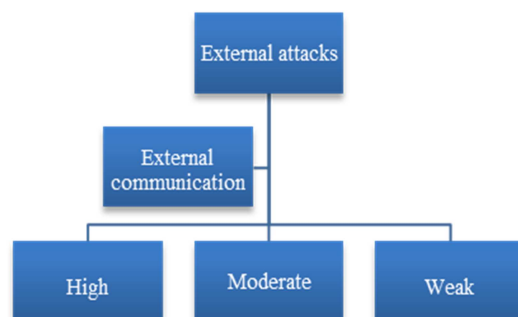 External attacks
External
communication
High
Moderate
Weak